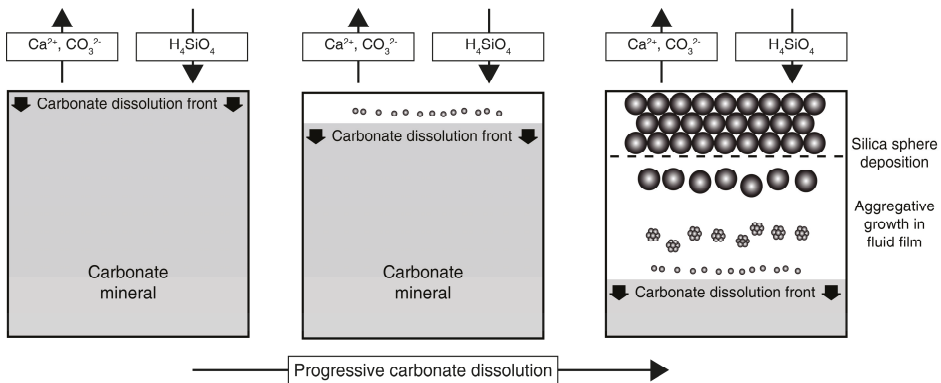 Ca²⁺, CO₃²⁻
H₄SiO₄
Carbonate dissolution front
Carbonate
mineral
Ca²⁺, CO₃²⁻
H₄SiO₄
Carbonate dissolution front
Carbonate
mineral
Ca²⁺, CO₃²⁻
H₄SiO₄
Silica sphere
deposition
Aggregative
growth in
fluid film
Carbonate dissolution front
Progressive carbonate dissolution